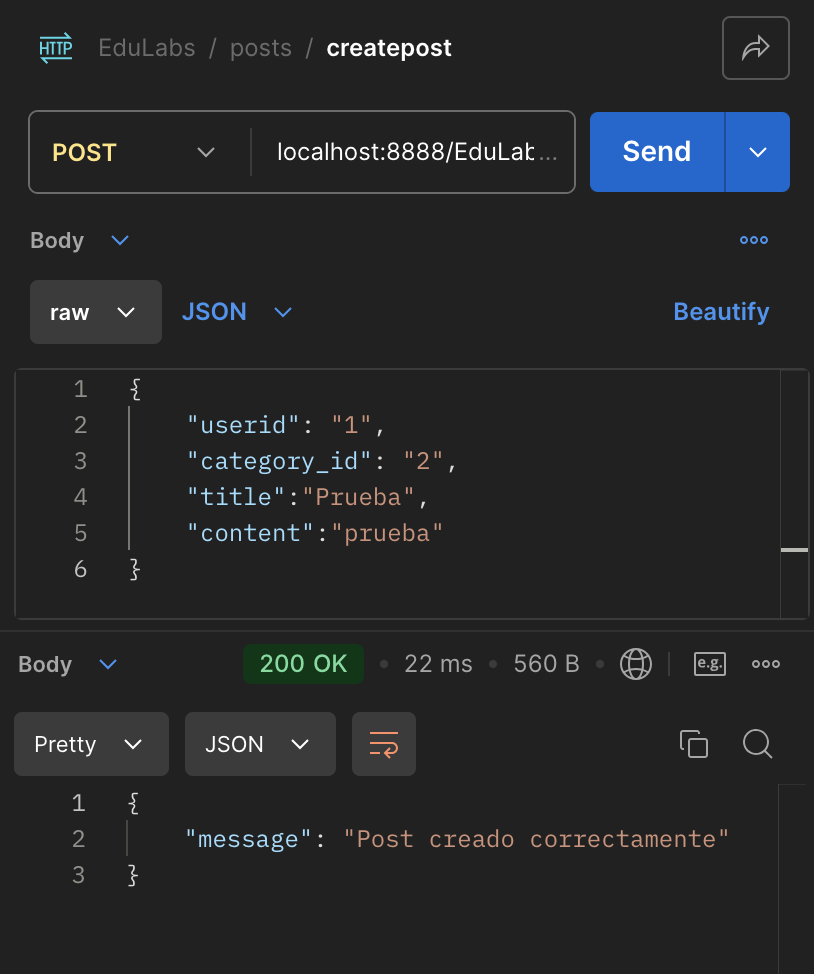 HTTP EduLabs / posts / createpost
POST localhost:8888/EduLab... Send
Body
raw JSON Beautify
1 {
2 "userid": "1",
3 "category_id": "2",
4 "title":"Prueba",
5 "content":"prueba"
6 }
Body 200 OK • 22 ms • 560 B • e.g.
Pretty JSON
1 {
2 "message": "Post creado correctamente"
3 }